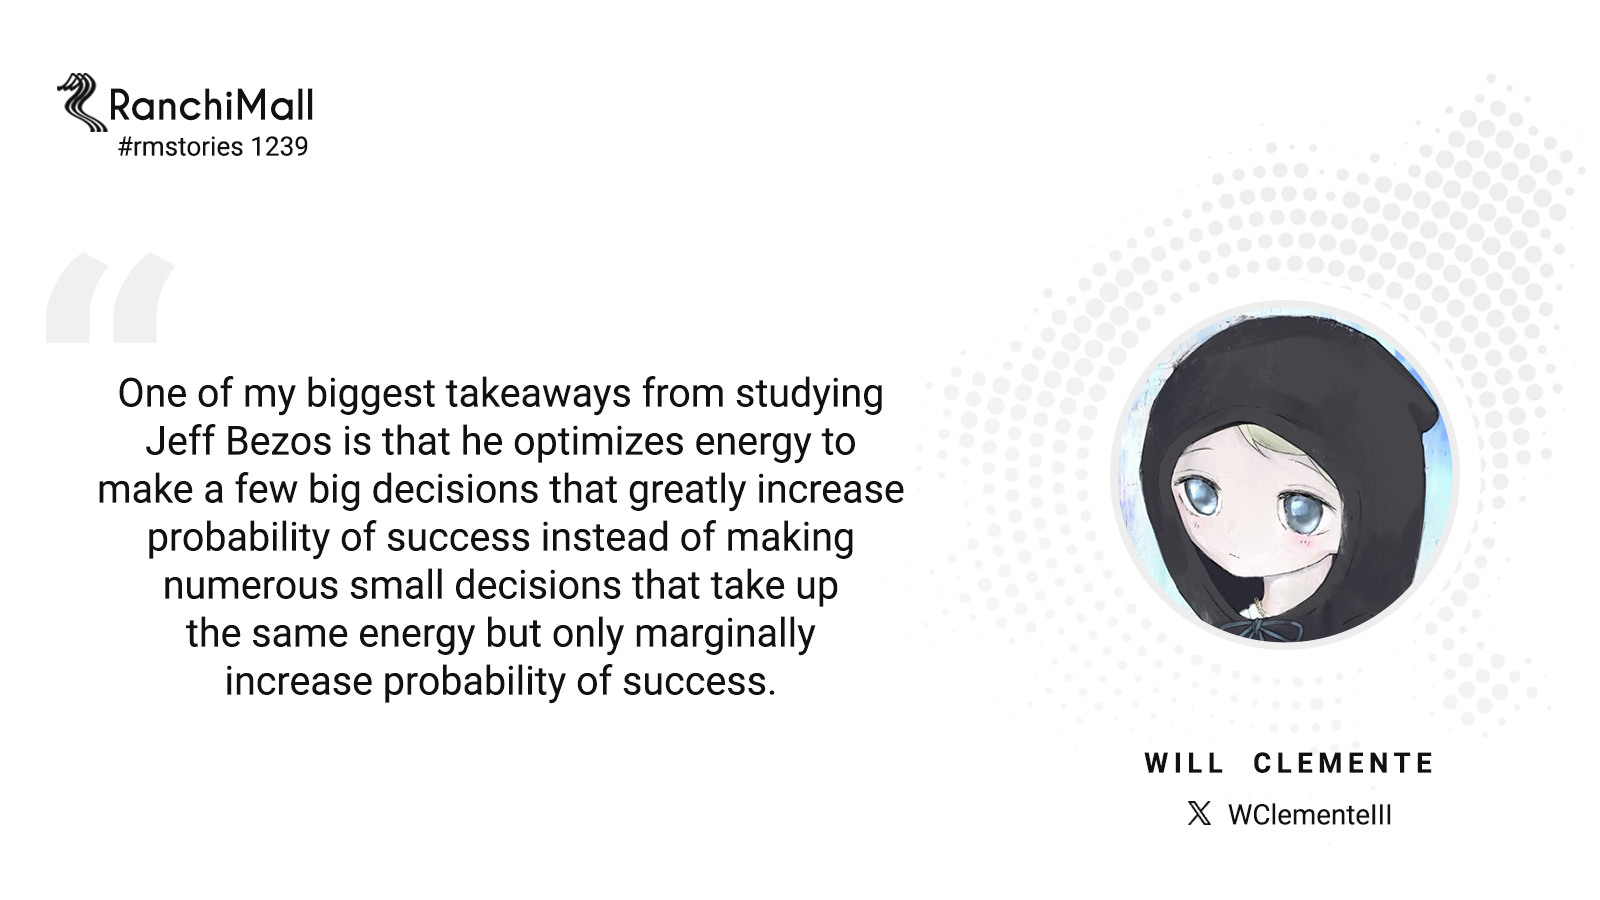 RanchiMall
#rmstories 1239
“
One of my biggest takeaways from studying
Jeff Bezos is that he optimizes energy to
make a few big decisions that greatly increase
probability of success instead of making
numerous small decisions that take up
the same energy but only marginally
increase probability of success.
WILL CLEMENTE
𝕏 WClementeIII